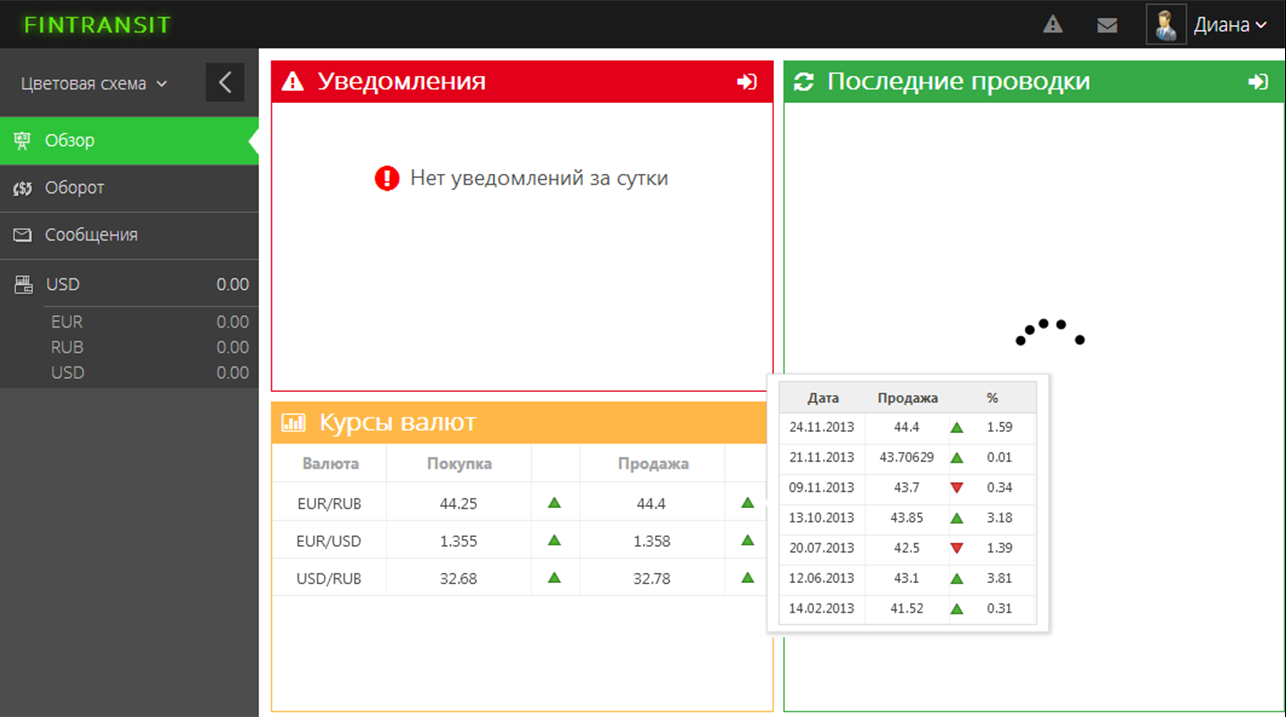 FINTRANSIT
Диана
Цветовая схема
Обзор
Оборот
Сообщения
USD 0.00
EUR 0.00
RUB 0.00
USD 0.00
Уведомления
Нет уведомлений за сутки
Последние проводки
Курсы валют
Валюта Покупка Продажа
EUR/RUB 44.25 44.4
EUR/USD 1.355 1.358
USD/RUB 32.68 32.78
Дата Продажа %
24.11.2013 44.4 1.59
21.11.2013 43.70629 0.01
09.11.2013 43.7 0.34
13.10.2013 43.85 3.18
20.07.2013 42.5 1.39
12.06.2013 43.1 3.81
14.02.2013 41.52 0.31